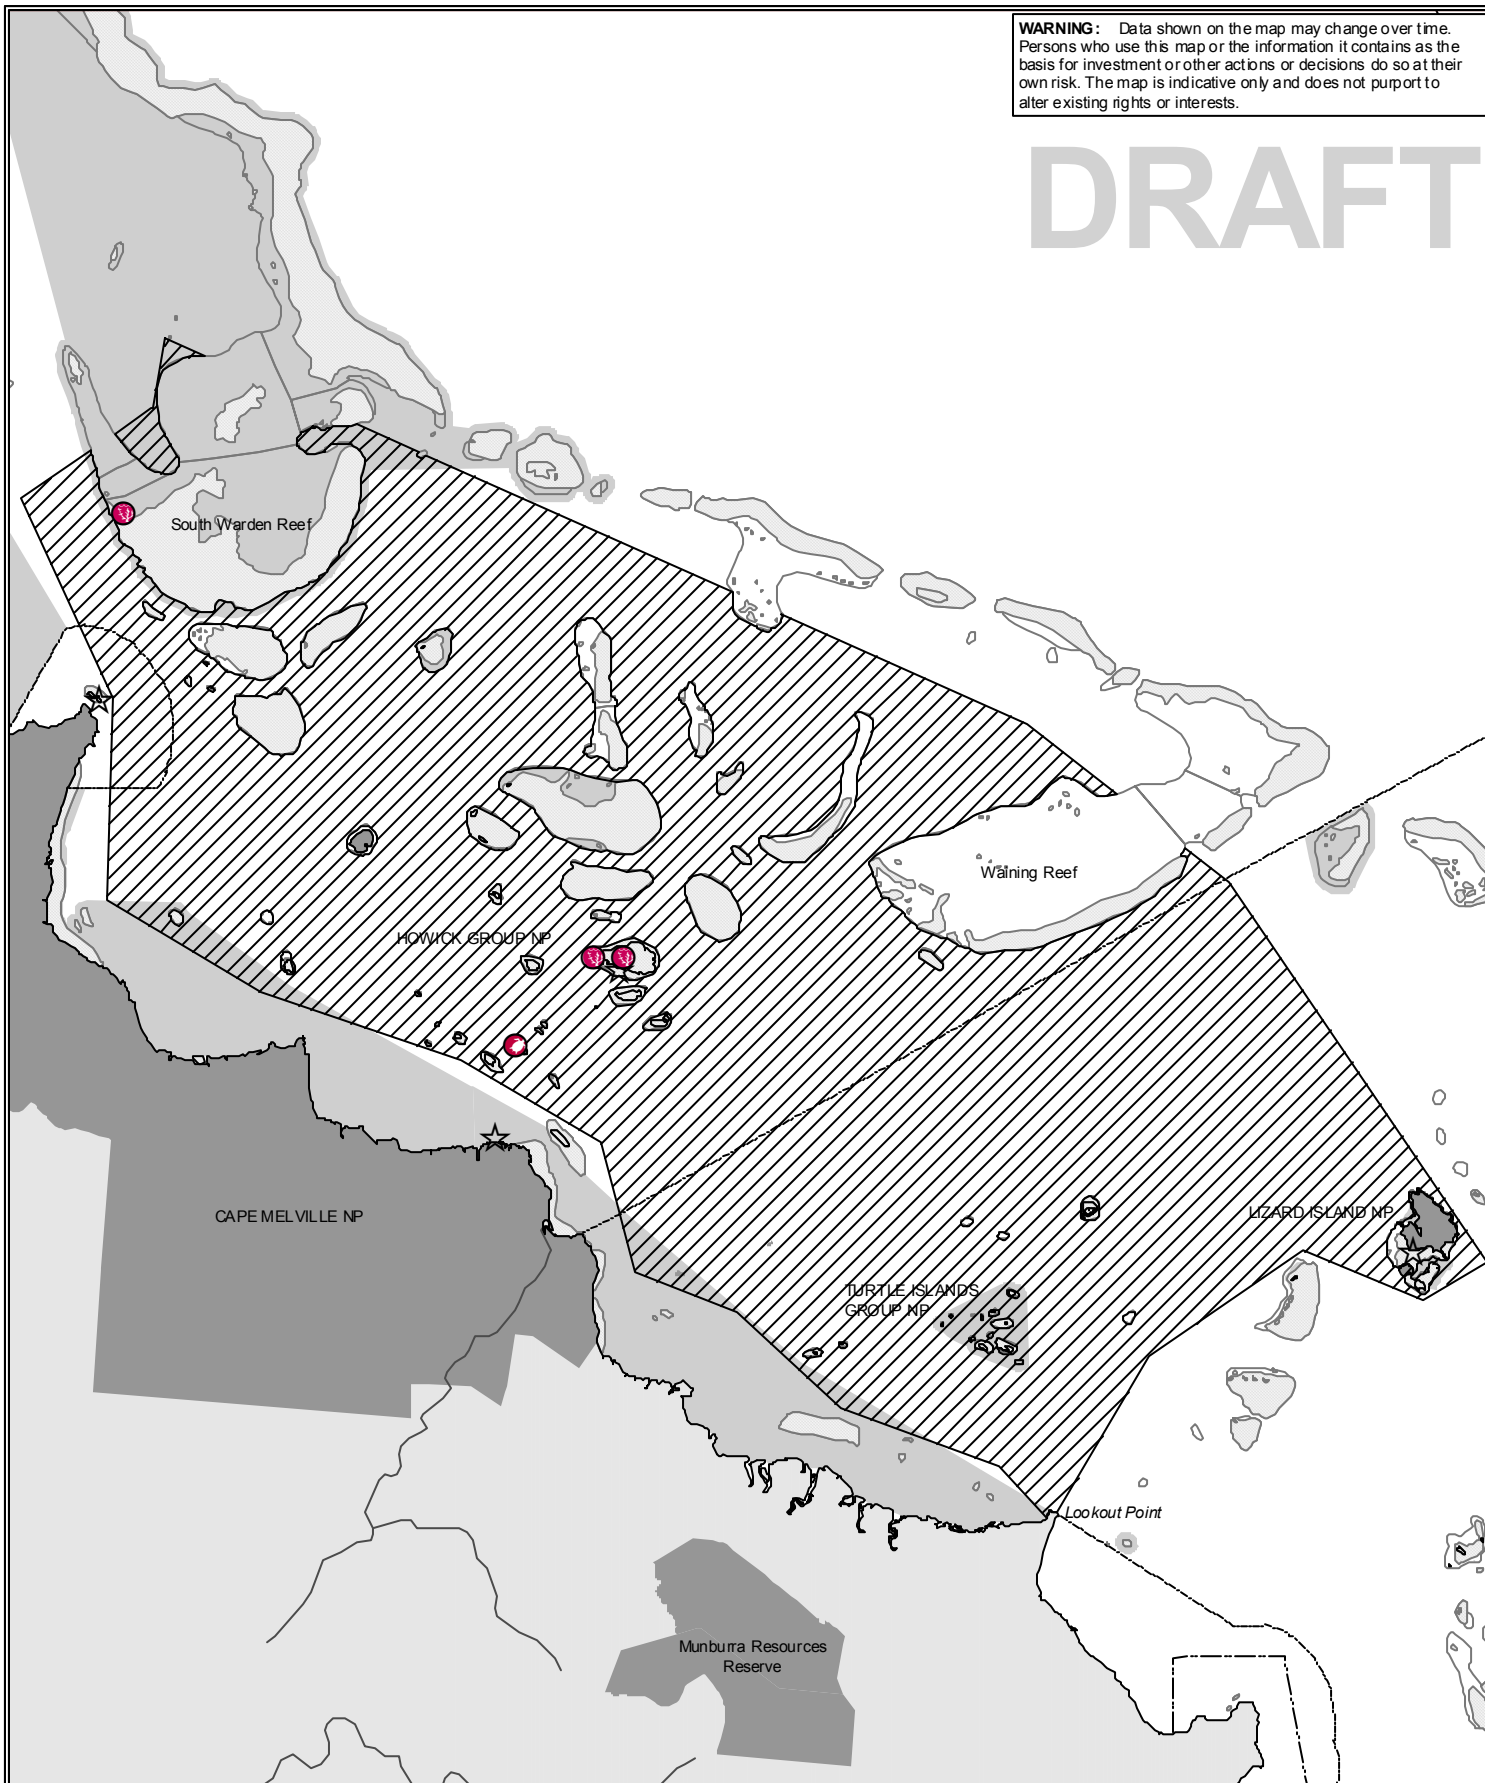 WARNING: Data shown on the map may change over time.
Persons who use this map or the information it contains as the
basis for investment or other actions or decisions do so at their
own risk. The map is indicative only and does not purport to
alter existing rights or interests.
DRAFT
South Warden Reef
Waining Reef
HOWICK GROUP NP
CAPE MELVILLE NP
LIZARD ISLAND NP
TURTLE ISLANDS
GROUP NP
Lookout Point
Munburra Resources
Reserve